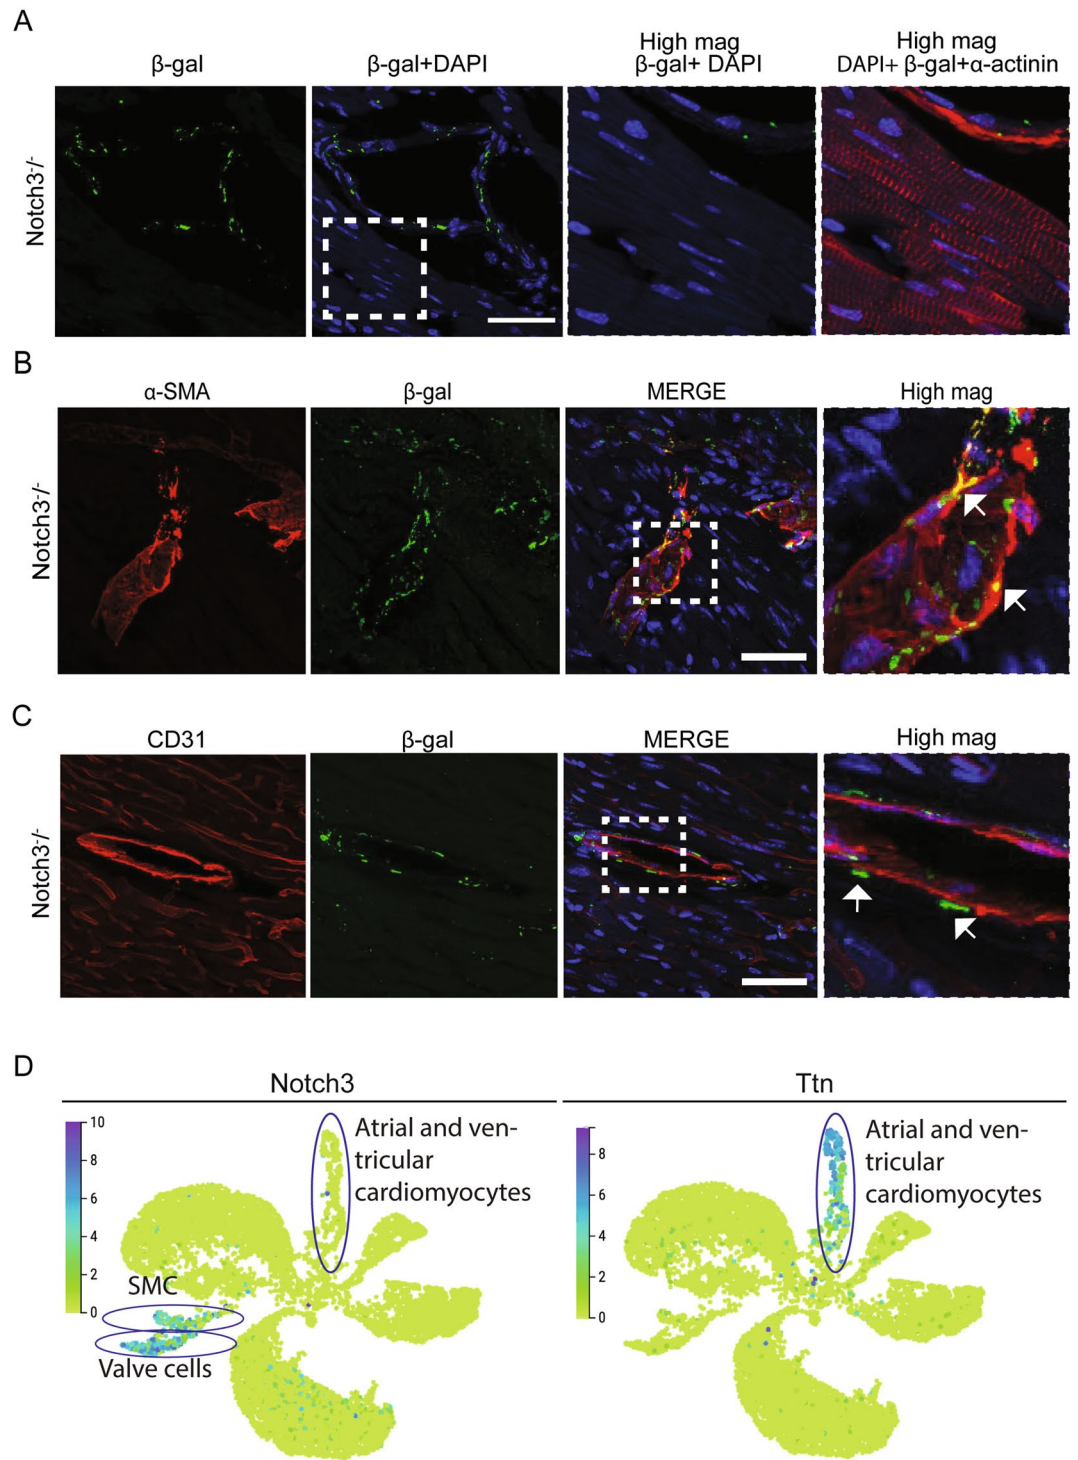 A
β-gal
β-gal+DAPI
High mag
β-gal+ DAPI
High mag
DAPI+ β-gal+α-actinin
Notch3-/-
B
α-SMA
β-gal
MERGE
High mag
Notch3-/-
C
CD31
β-gal
MERGE
High mag
Notch3-/-
D
Notch3
Ttn
10
8
6
4
2
0
Atrial and ven-
tricular
cardiomyocytes
SMC
Valve cells
8
6
4
2
0
Atrial and ven-
tricular
cardiomyocytes